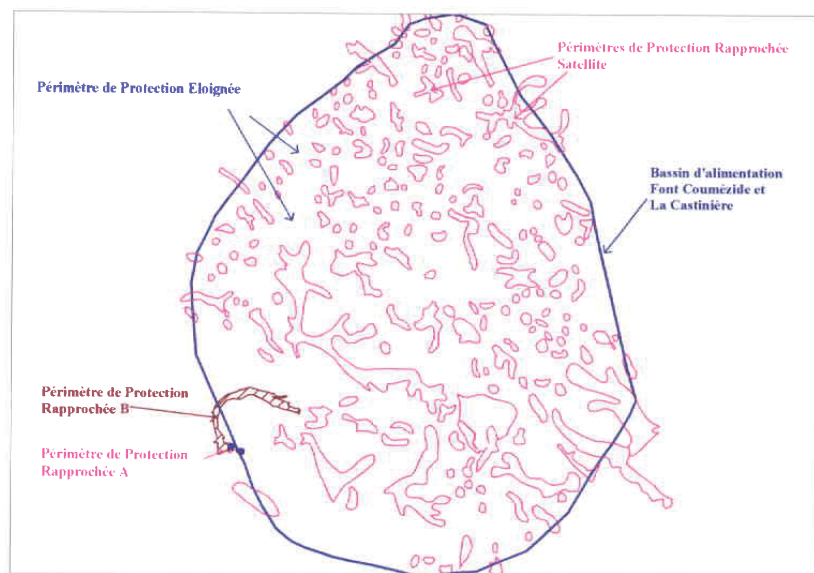 Périmètres de Protection Rapprochée
Satellite
Périmètre de Protection Eloignée
Bassin d'alimentation
Font Coumézide et
La Castinière
Périmètre de Protection
Rapprochée B
Périmètre de Protection
Rapprochée A